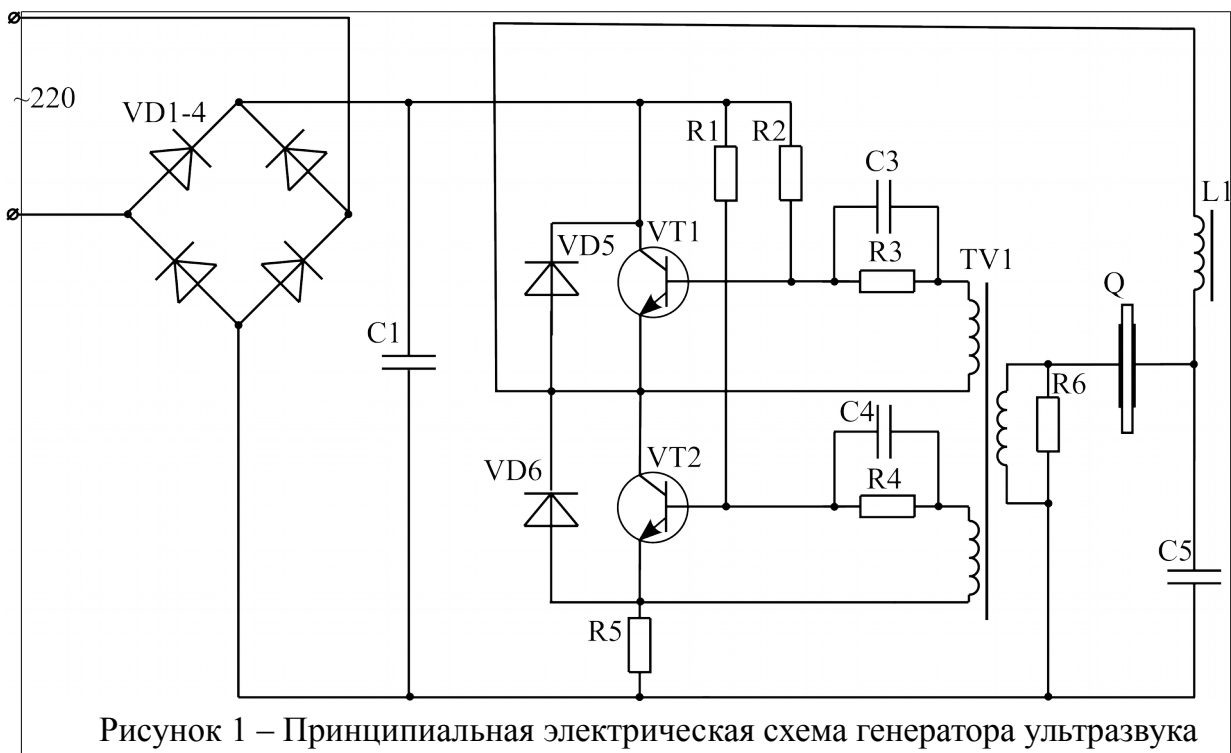 ~220
VD1-4
R1
R2
C3
L1
VD5
VT1
R3
TV1
Q
C1
R6
C4
VD6
VT2
R4
C5
R5
Рисунок 1 – Принципиальная электрическая схема генератора ультразвука